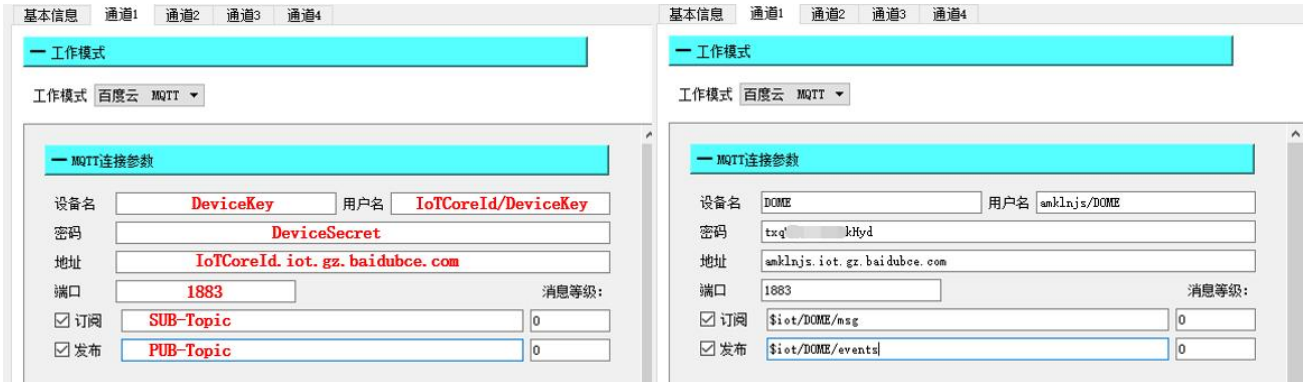 基本信息 通道1 通道2 通道3 通道4
一 工作模式
工作模式 百度云 MQTT
一 MQTT连接参数
设备名 DeviceKey 用户名 IoTCoreId/DeviceKey
密码 DeviceSecret
地址 IoTCoreId.iot.gz.baidubce.com
端口 1883 消息等级:
订阅 SUB-Topic 0
发布 PUB-Topic 0
基本信息 通道1 通道2 通道3 通道4
一 工作模式
工作模式 百度云 MQTT
一 MQTT连接参数
设备名 DOME 用户名 amklnjs/DOME
密码 txq kHyd
地址 amklnjs.iot.gz.baidubce.com
端口 1883 消息等级:
订阅 $iot/DOME/msg 0
发布 $iot/DOME/events 0